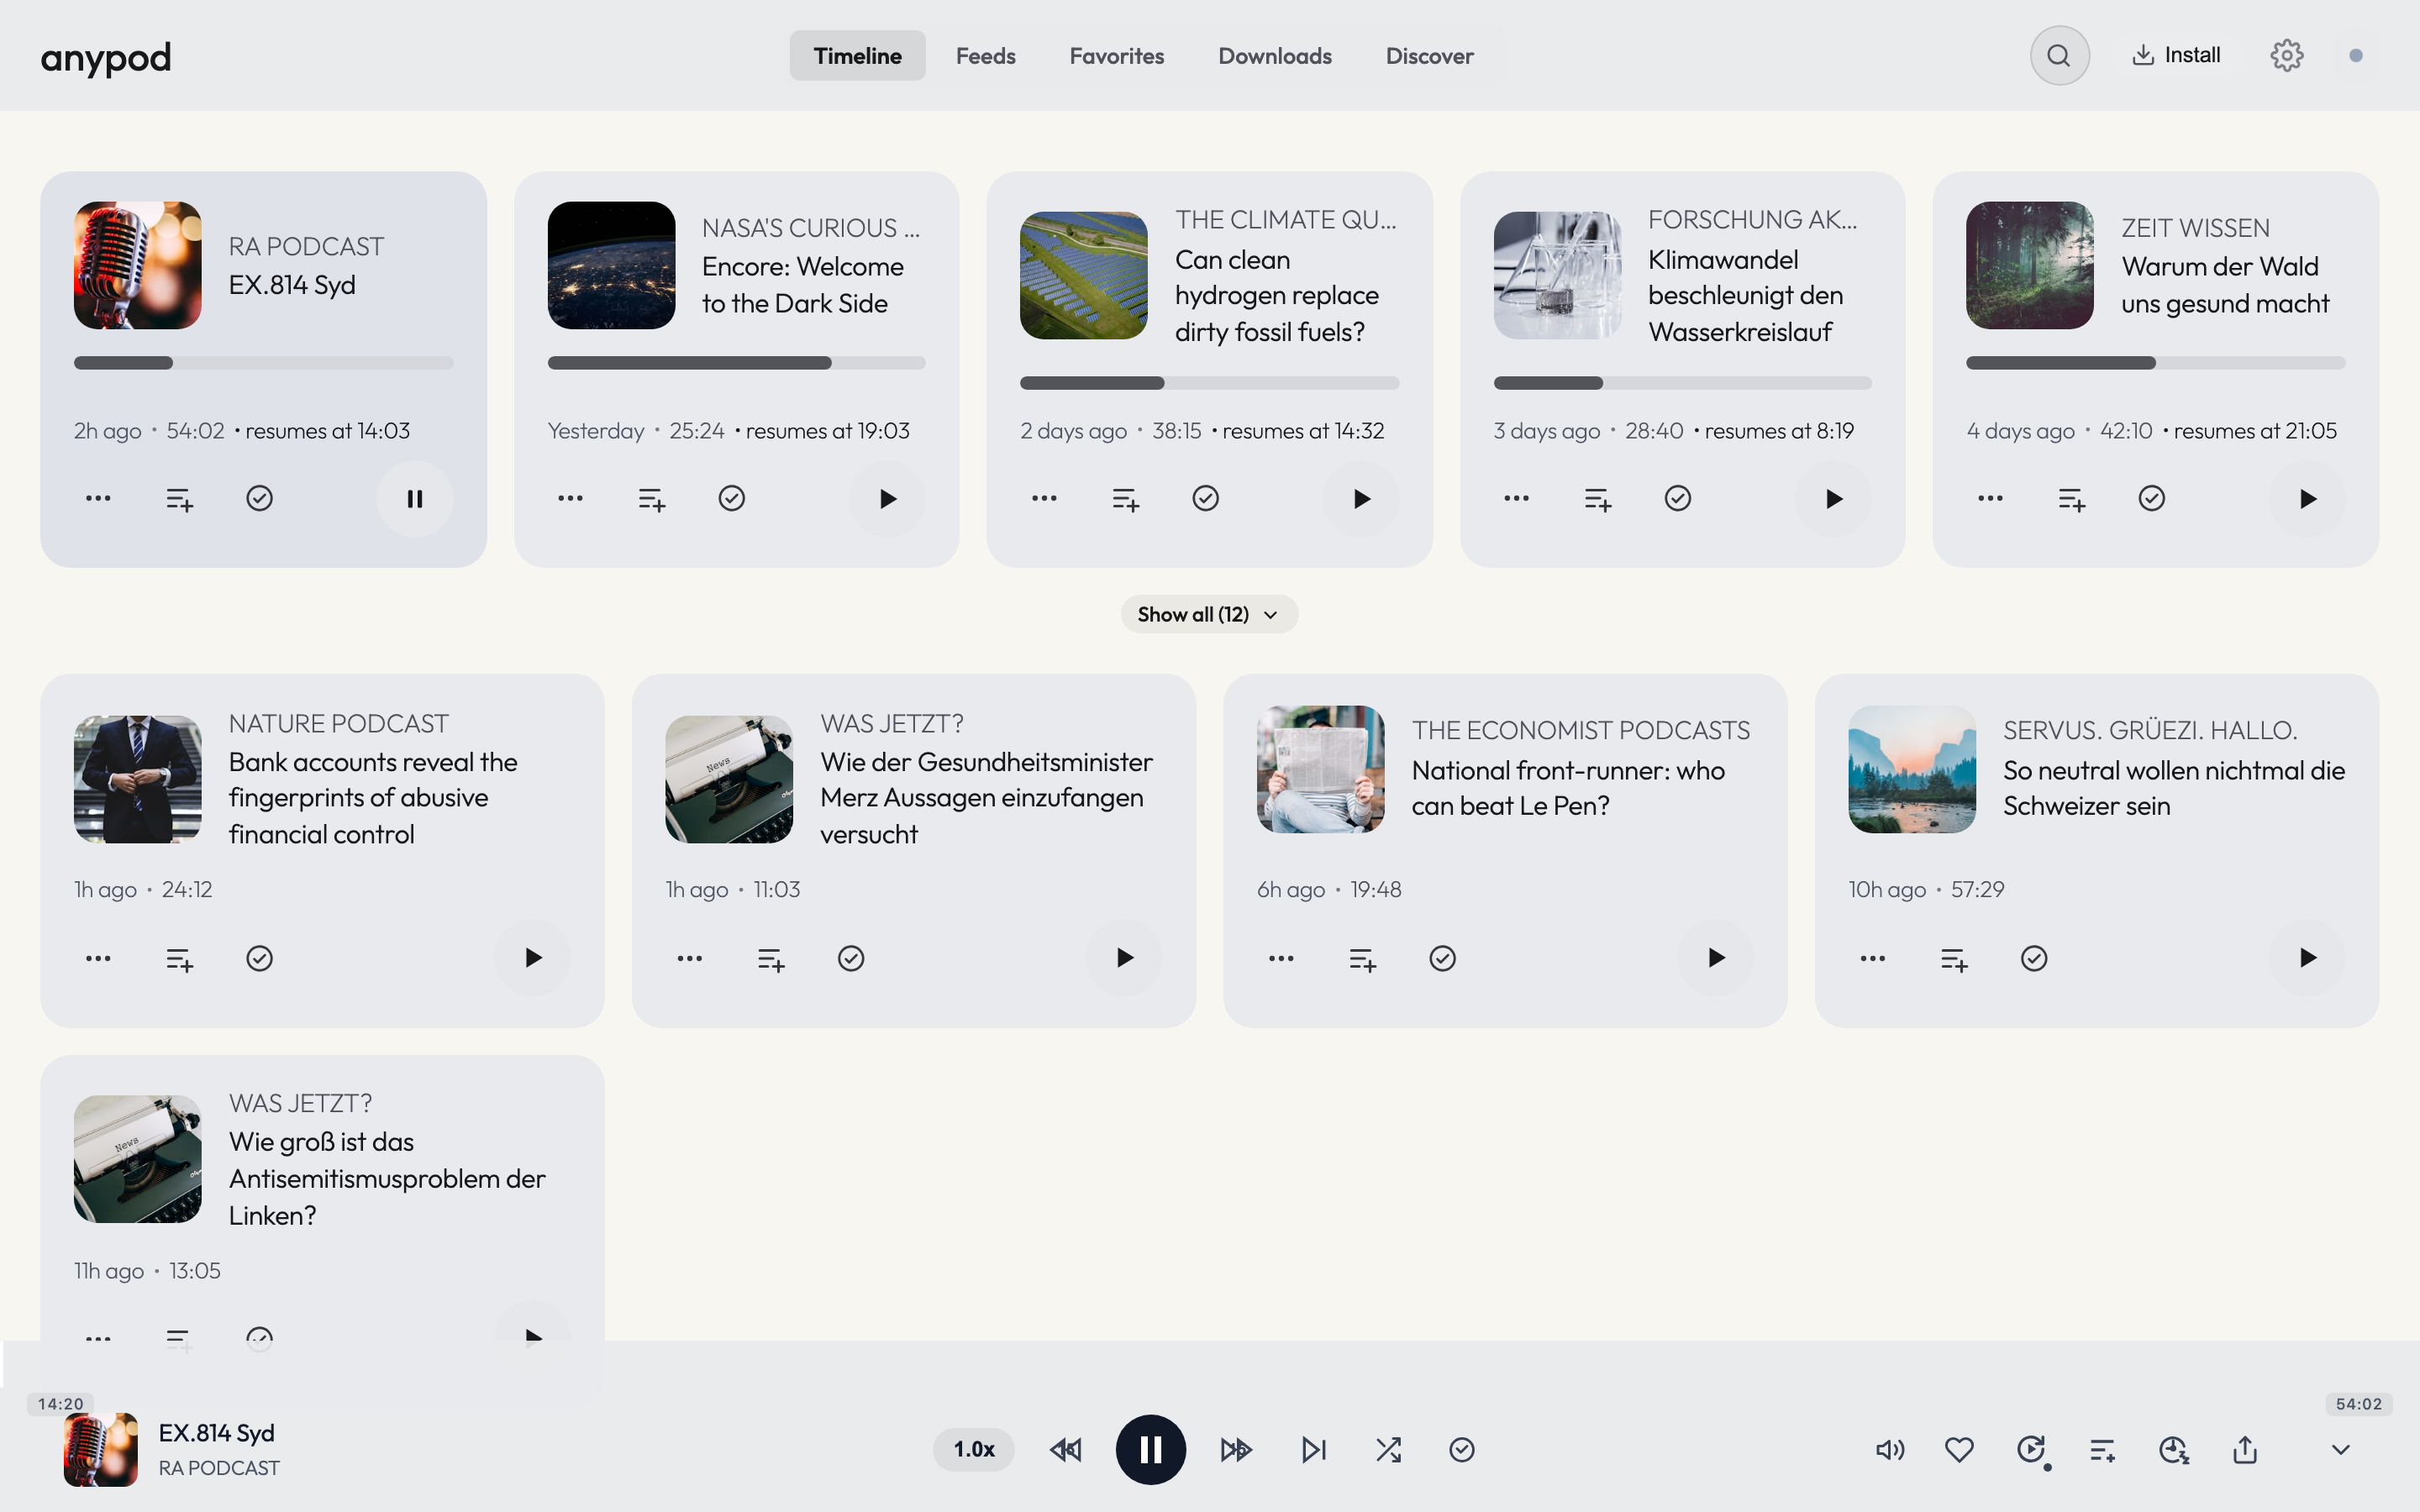 anypod
Timeline
Feeds
Favorites
Downloads
Discover
Install
RA PODCAST
EX.814 Syd
2h ago • 54:02 • resumes at 14:03
NASA'S CURIOUS ...
Encore: Welcome
to the Dark Side
Yesterday • 25:24 • resumes at 19:03
THE CLIMATE QU...
Can clean
hydrogen replace
dirty fossil fuels?
2 days ago • 38:15 • resumes at 14:32
FORSCHUNG AK...
Klimawandel
beschleunigt den
Wasserkreislauf
3 days ago • 28:40 • resumes at 8:19
ZEIT WISSEN
Warum der Wald
uns gesund macht
4 days ago • 42:10 • resumes at 21:05
Show all (12)
NATURE PODCAST
Bank accounts reveal the
fingerprints of abusive
financial control
1h ago • 24:12
News
WAS JETZT?
Wie der Gesundheitsminister
Merz Aussagen einzufangen
versucht
1h ago • 11:03
THE ECONOMIST PODCASTS
National front-runner: who
can beat Le Pen?
6h ago • 19:48
SERVUS. GRÜEZI. HALLO.
So neutral wollen nichtmal die
Schweizer sein
10h ago • 57:29
News
WAS JETZT?
Wie groß ist das
Antisemitismusproblem der
Linken?
11h ago • 13:05
14:20
54:02
EX.814 Syd
RA PODCAST
1.0x